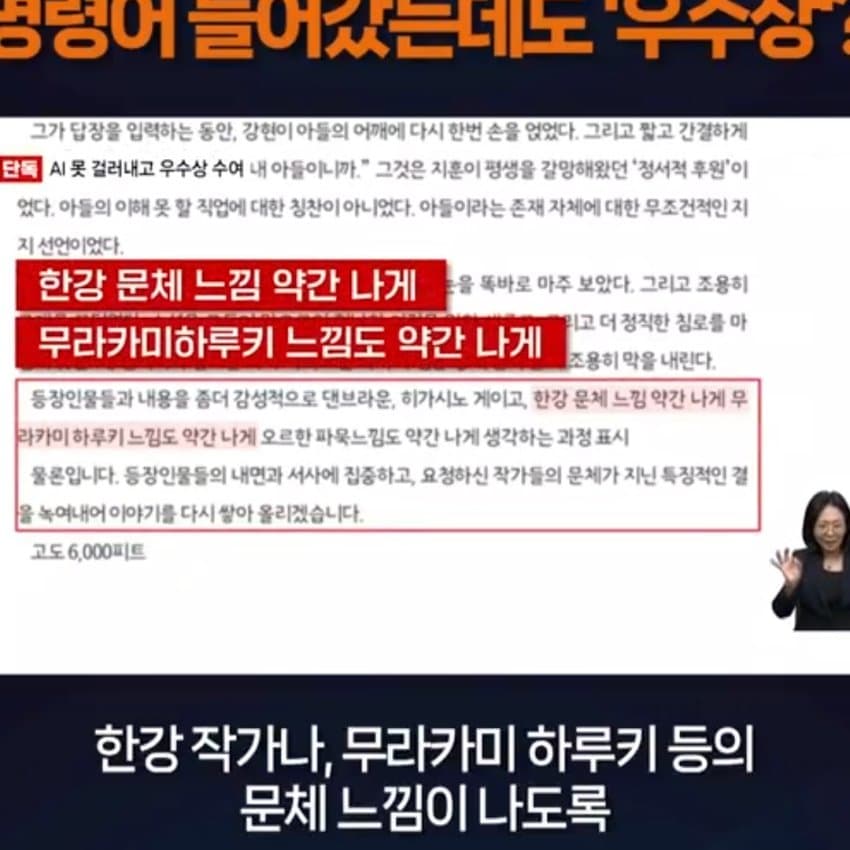 명령어 들어갔는데도 '우수상'?
그가 답장을 입력하는 동안, 강현이 아들의 어깨에 다시 한번 손을 얹었다. 그리고 짧고 간결하게
단독 AI 못 걸러내고 우수상 수여 내 아들이니까." 그것은 지훈이 평생을 갈망해왔던 '정서적 후원'이
었다. 아들의 이해 못 할 직업에 대한 칭찬이 아니었다. 아들이라는 존재 자체에 대한 무조건적인 지
지 선언이었다.
한강 문체 느낌 약간 나게
눈을 똑바로 마주 보았다. 그리고 조용히
무라카미하루키 느낌도 약간 나게
리고 더 정직한 침로를 마
조용히 막을 내린다.
등장인물들과 내용을 좀더 감성적으로 댄브라운, 히가시노 게이고, 한강 문체 느낌 약간 나게 무
라카미 하루키 느낌도 약간 나게 오르한 파묵느낌도 약간 나게 생각하는 과정 표시
물론입니다. 등장인물들의 내면과 서사에 집중하고, 요청하신 작가들의 문체가 지닌 특징적인 결
을 녹여내어 이야기를 다시 쌓아 올리겠습니다.
고도 6,000피트
한강 작가나, 무라카미 하루키 등의
문체 느낌이 나도록